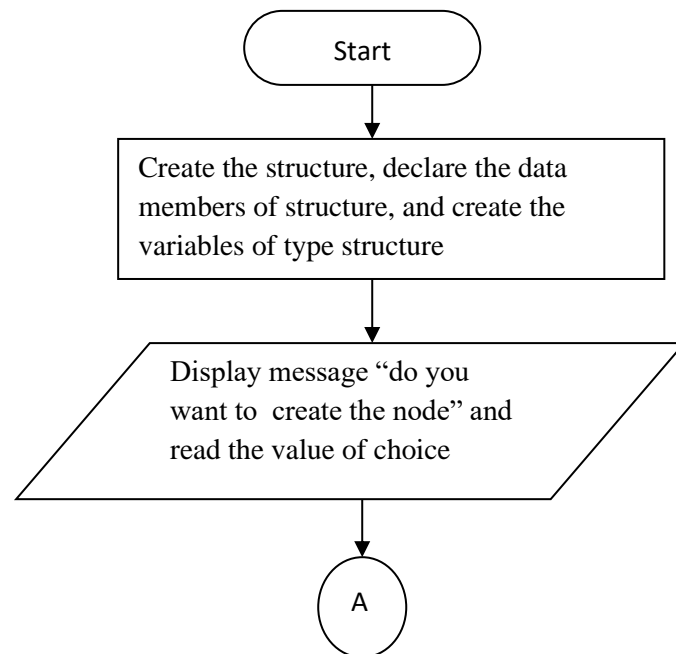 Start
Create the structure, declare the data
members of structure, and create the
variables of type structure
Display message “do you
want to  create the node” and
read the value of choice
A